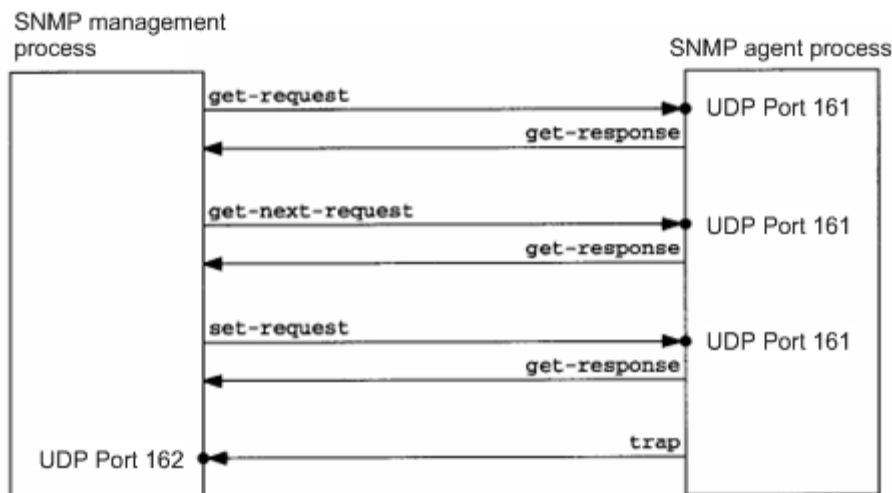 SNMP management
process
SNMP agent process
get-request
UDP Port 161
get-response
get-next-request
UDP Port 161
get-response
set-request
UDP Port 161
get-response
trap
UDP Port 162